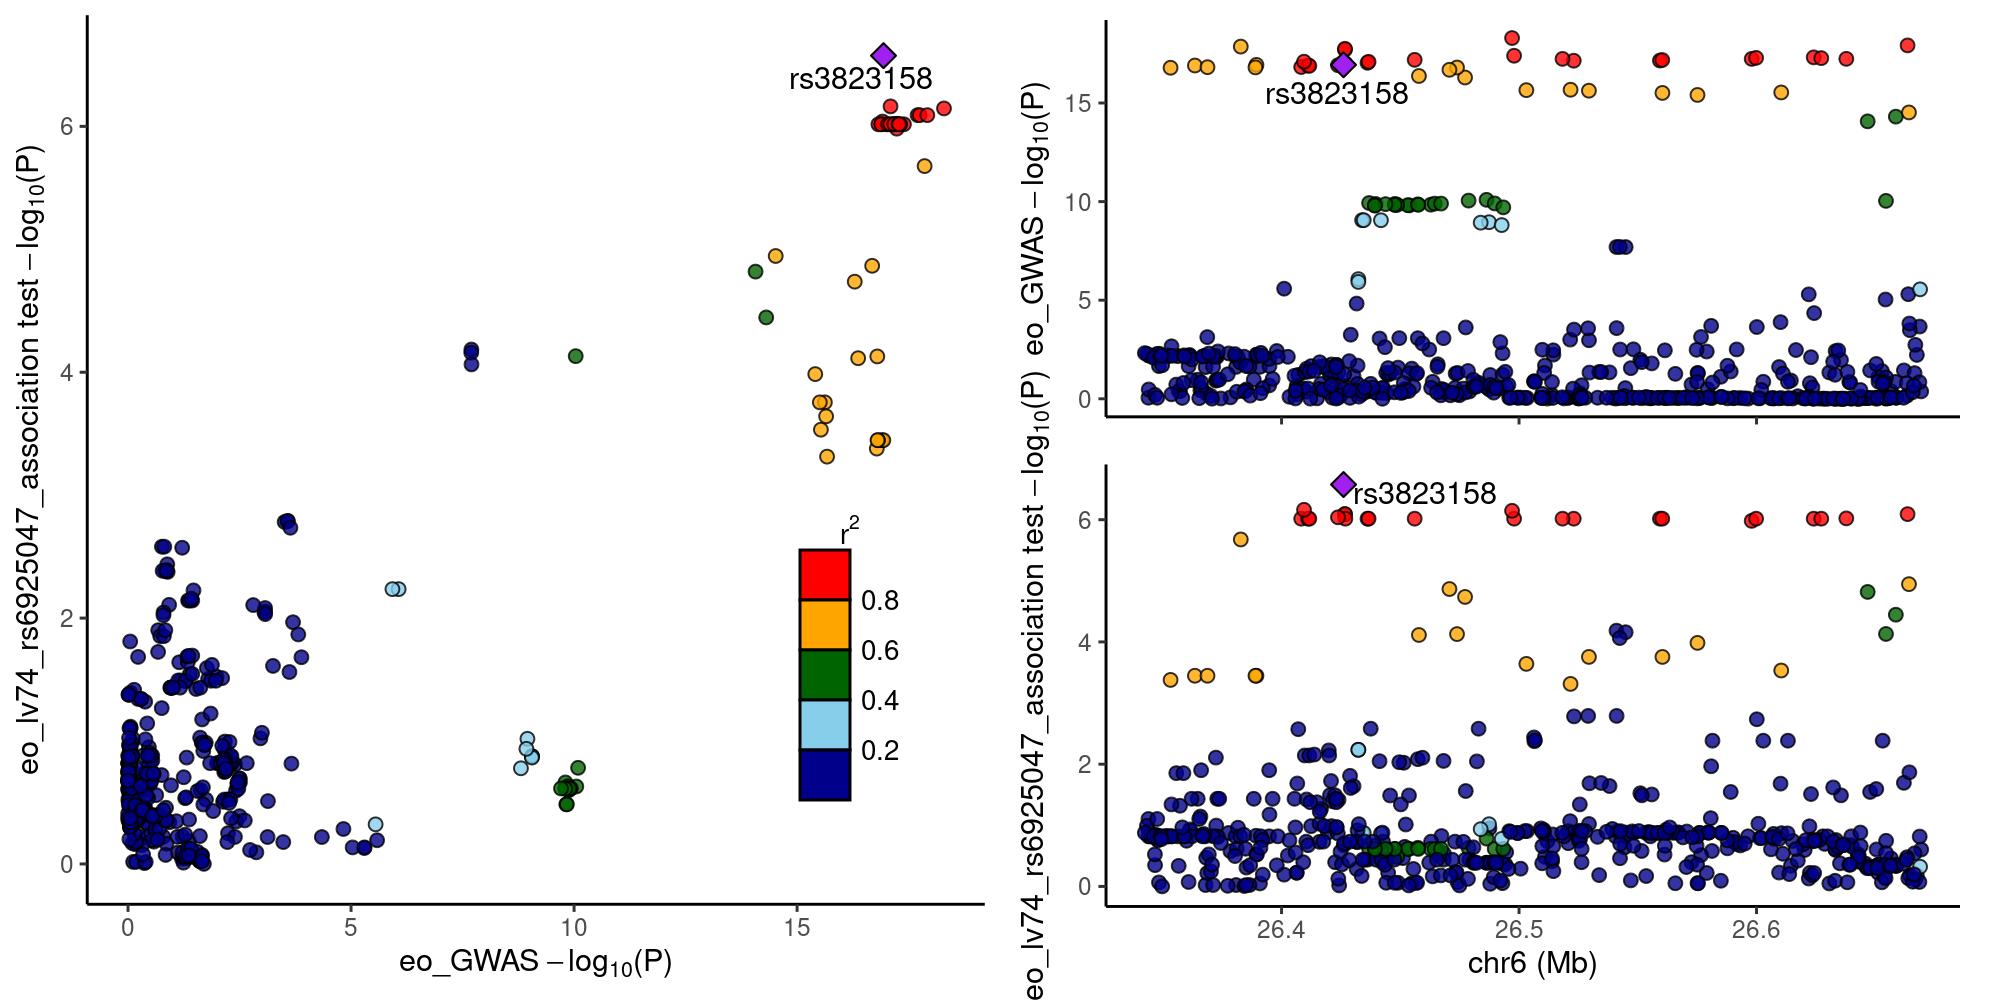 eo_lv74_rs6925047_association test −log10(P)
6
4
2
0
0
5
10
15
eo_GWAS −log10(P)
rs3823158
r2
0.8
0.6
0.4
0.2
eo_GWAS −log10(P)
15
10
5
0
rs3823158
eo_lv74_rs6925047_association test −log10(P)
6
4
2
0
rs3823158
26.4
26.5
26.6
chr6 (Mb)